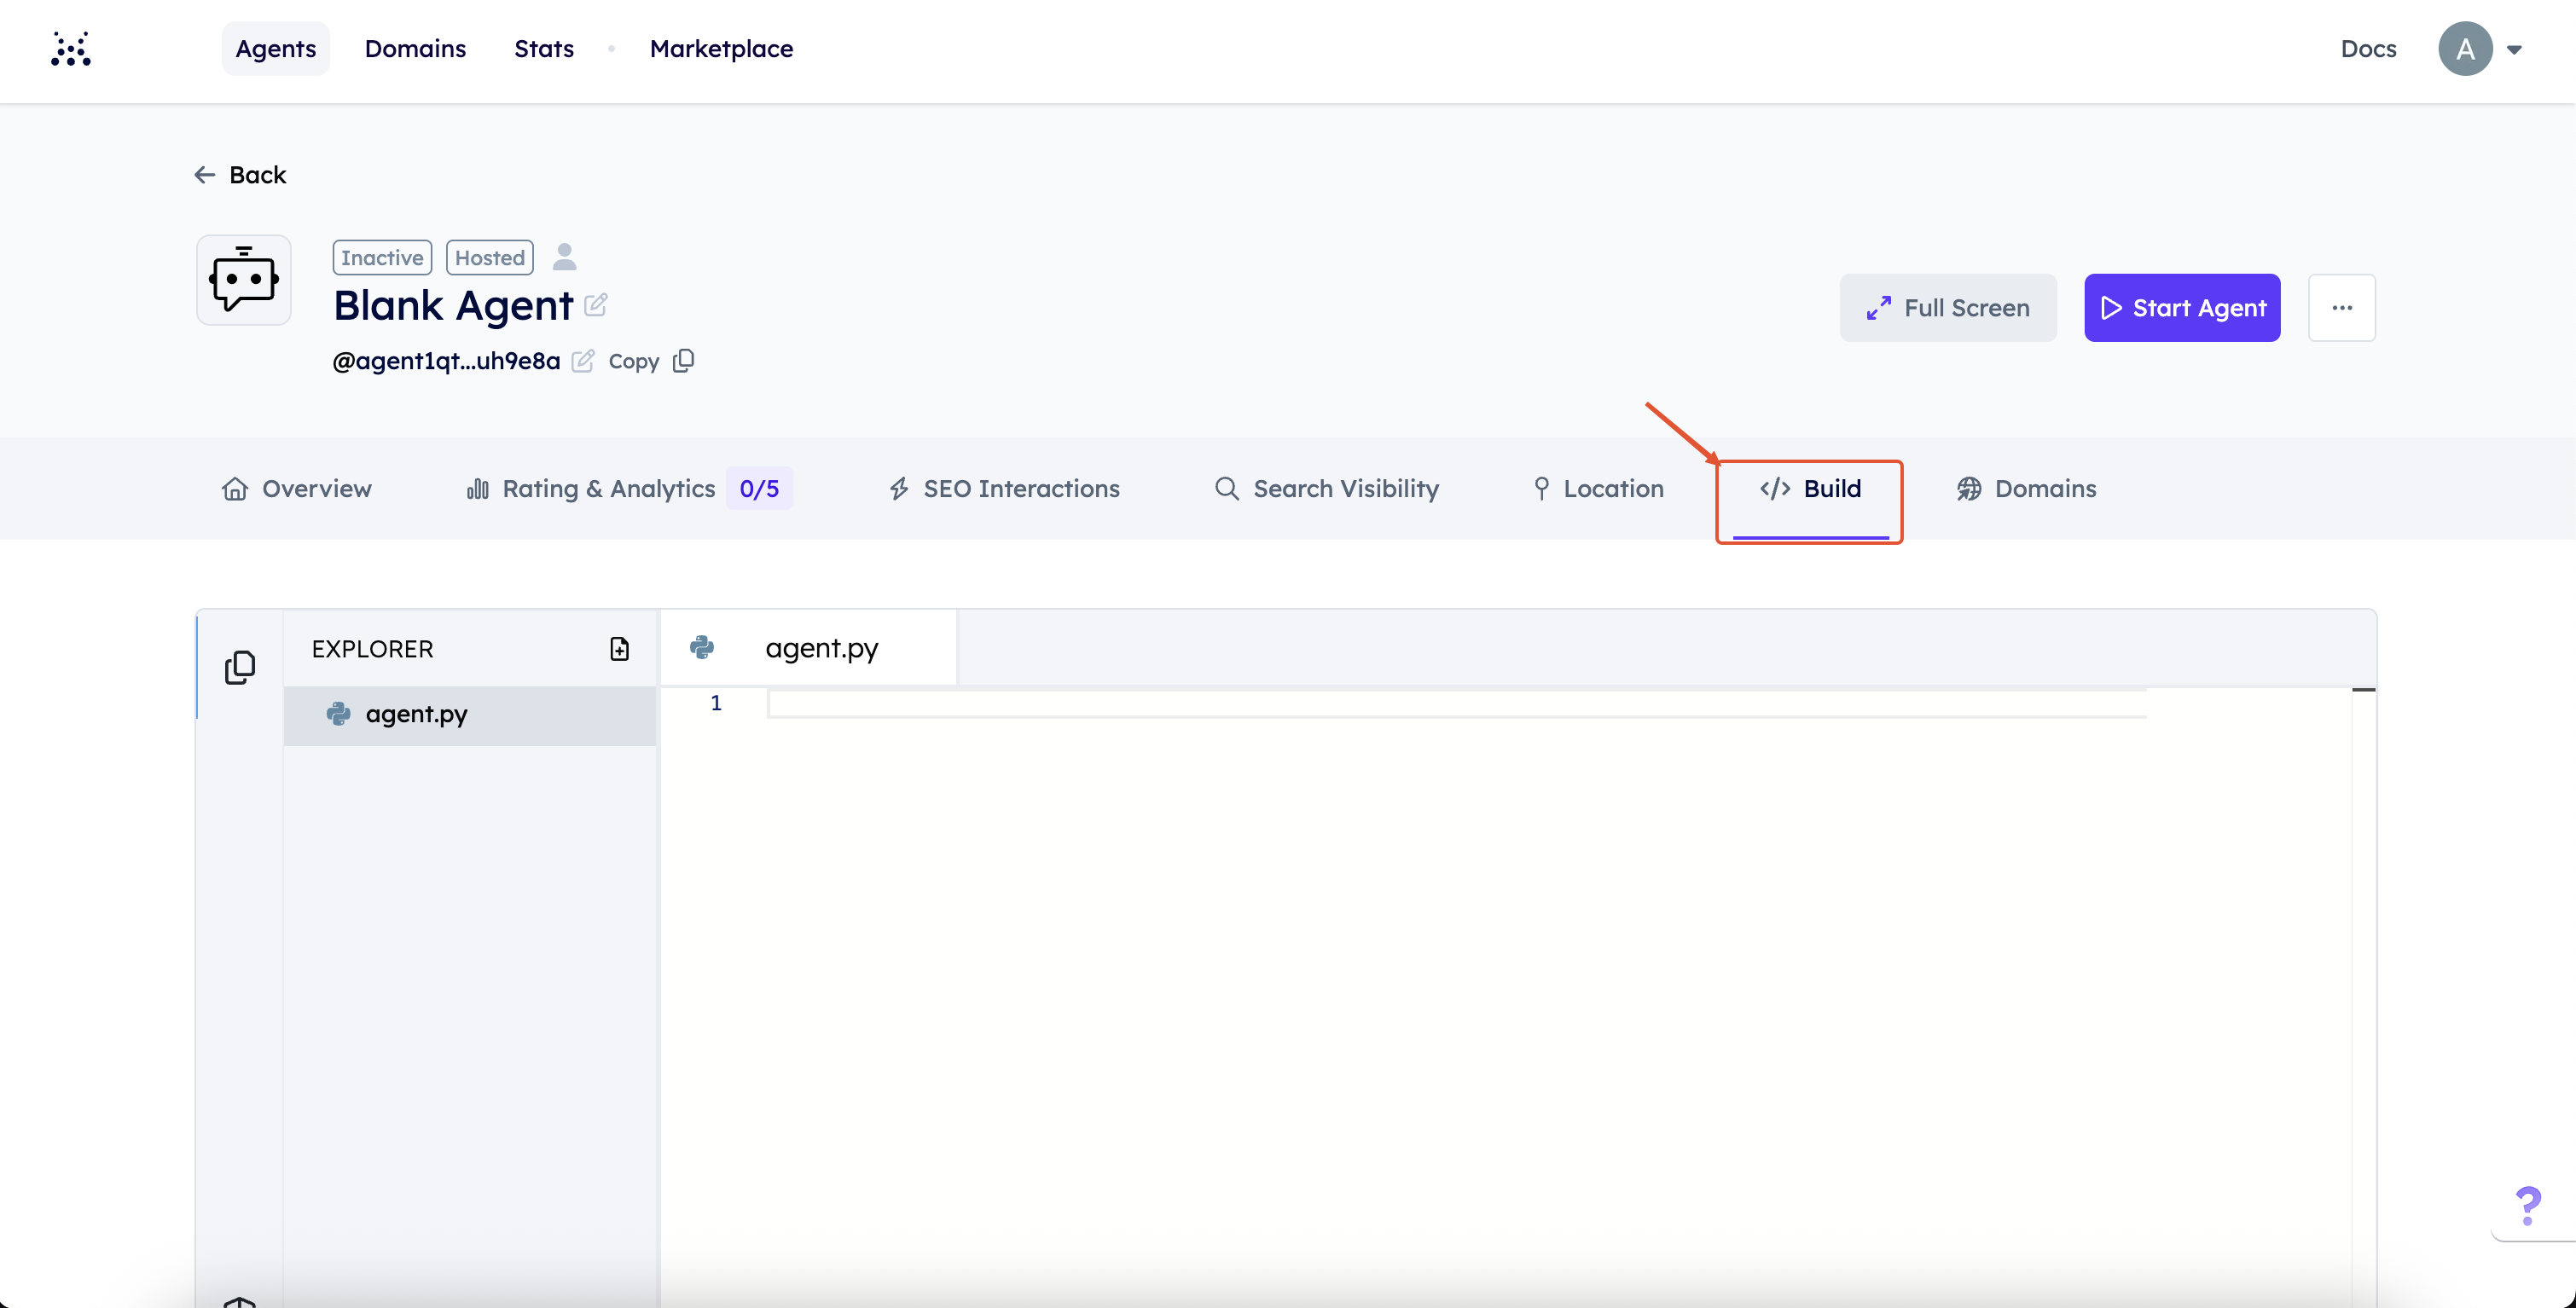 Agents Domains Stats • Marketplace Docs A
Back
Inactive Hosted
Blank Agent
@agent1qt...uh9e8a Copy
Full Screen Start Agent ...
Overview Rating & Analytics 0/5 SEO Interactions Search Visibility Location </> Build Domains
EXPLORER agent.py
agent.py 1
?